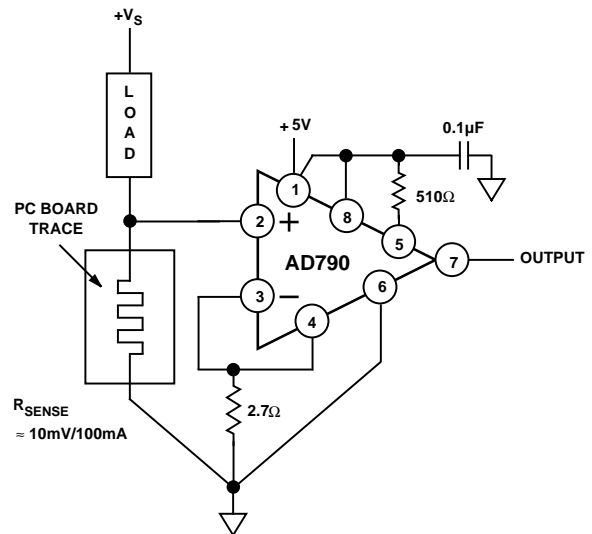 +VS
LOAD
0.1µF
+5V
1
510Ω
PC BOARD
TRACE
2
+
8
5
AD790
7
OUTPUT
3
–
6
4
RSENSE
≈ 10mV/100mA
2.7Ω